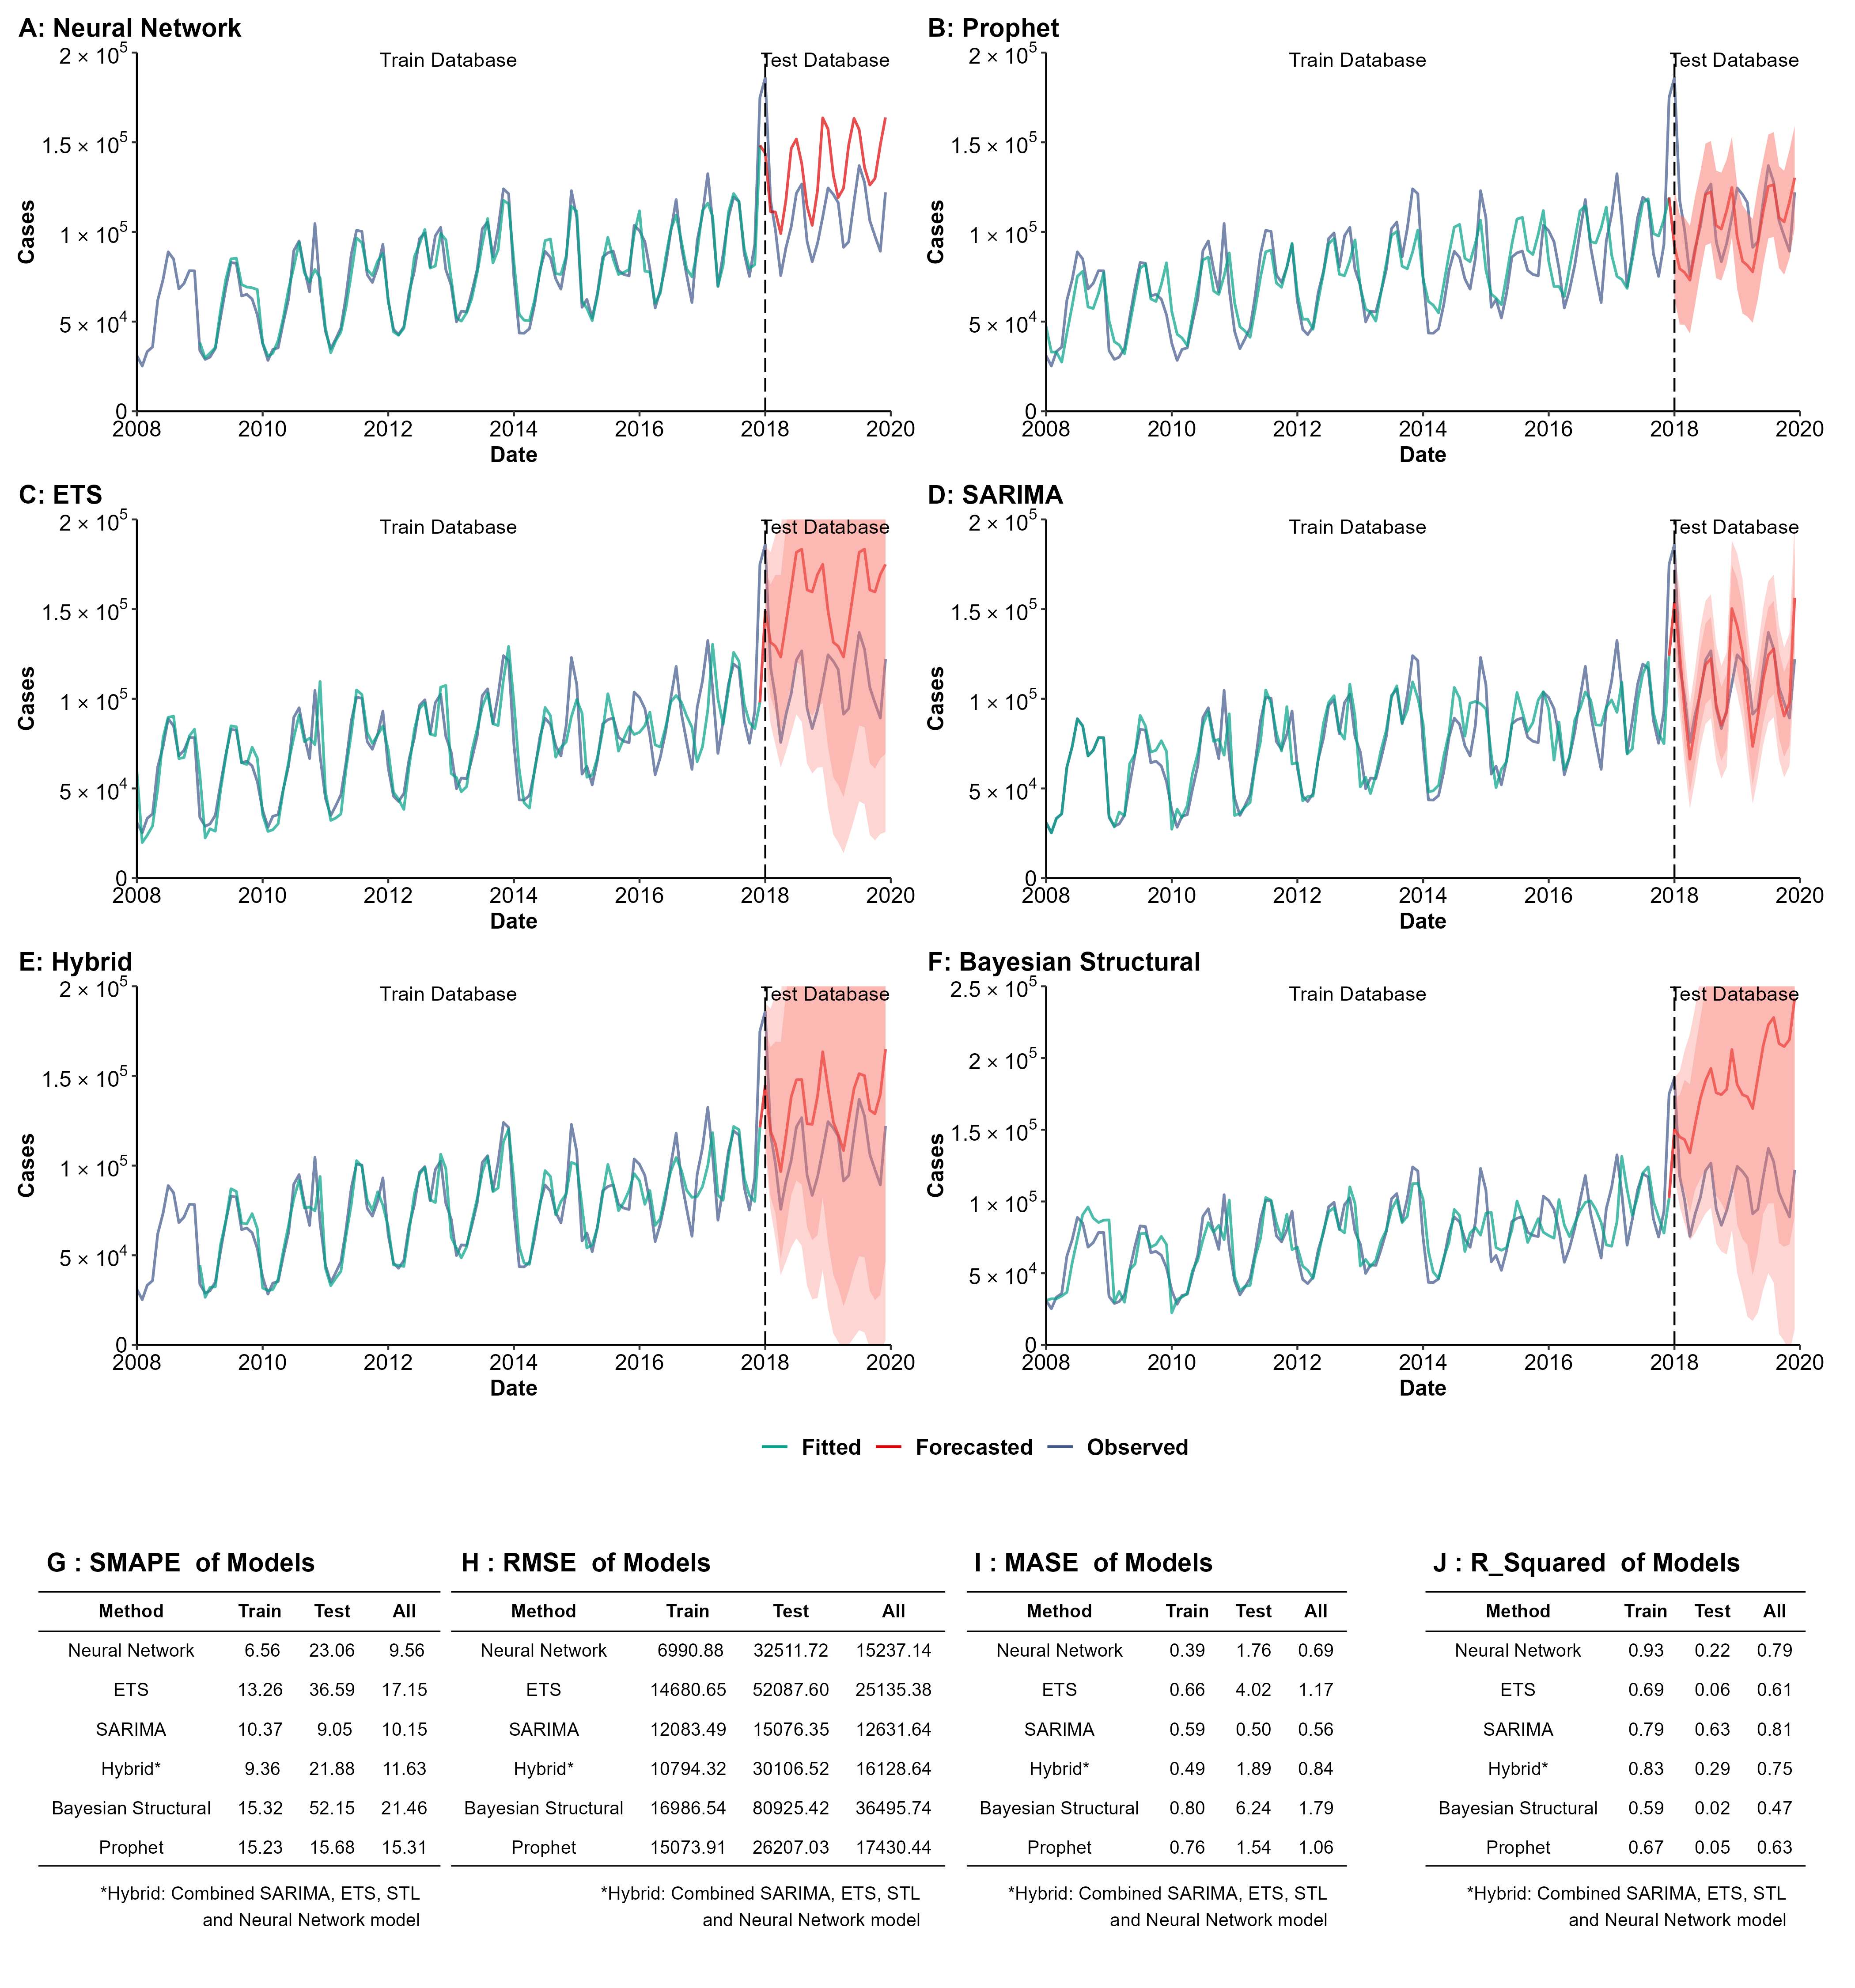 A: Neural Network
Train Database
Test Database
2 × 10^5
1.5 × 10^5
1 × 10^5
5 × 10^4
0
Cases
2008 2010 2012 2014 2016 2018 2020
Date
B: Prophet
Train Database
Test Database
2 × 10^5
1.5 × 10^5
1 × 10^5
5 × 10^4
0
Cases
2008 2010 2012 2014 2016 2018 2020
Date
C: ETS
Train Database
Test Database
2 × 10^5
1.5 × 10^5
1 × 10^5
5 × 10^4
0
Cases
2008 2010 2012 2014 2016 2018 2020
Date
D: SARIMA
Train Database
Test Database
2 × 10^5
1.5 × 10^5
1 × 10^5
5 × 10^4
0
Cases
2008 2010 2012 2014 2016 2018 2020
Date
E: Hybrid
Train Database
Test Database
2 × 10^5
1.5 × 10^5
1 × 10^5
5 × 10^4
0
Cases
2008 2010 2012 2014 2016 2018 2020
Date
F: Bayesian Structural
Train Database
Test Database
2.5 × 10^5
2 × 10^5
1.5 × 10^5
1 × 10^5
5 × 10^4
0
Cases
2008 2010 2012 2014 2016 2018 2020
Date
Fitted Forecasted Observed
G : SMAPE of Models
Method Train Test All
Neural Network 6.56 23.06 9.56
ETS 13.26 36.59 17.15
SARIMA 10.37 9.05 10.15
Hybrid* 9.36 21.88 11.63
Bayesian Structural 15.32 52.15 21.46
Prophet 15.23 15.68 15.31
*Hybrid: Combined SARIMA, ETS, STL
and Neural Network model
H : RMSE of Models
Method Train Test All
Neural Network 6990.88 32511.72 15237.14
ETS 14680.65 52087.60 25135.38
SARIMA 12083.49 15076.35 12631.64
Hybrid* 10794.32 30106.52 16128.64
Bayesian Structural 16986.54 80925.42 36495.74
Prophet 15073.91 26207.03 17430.44
*Hybrid: Combined SARIMA, ETS, STL
and Neural Network model
I : MASE of Models
Method Train Test All
Neural Network 0.39 1.76 0.69
ETS 0.66 4.02 1.17
SARIMA 0.59 0.50 0.56
Hybrid* 0.49 1.89 0.84
Bayesian Structural 0.80 6.24 1.79
Prophet 0.76 1.54 1.06
*Hybrid: Combined SARIMA, ETS, STL
and Neural Network model
J : R_Squared of Models
Method Train Test All
Neural Network 0.93 0.22 0.79
ETS 0.69 0.06 0.61
SARIMA 0.79 0.63 0.81
Hybrid* 0.83 0.29 0.75
Bayesian Structural 0.59 0.02 0.47
Prophet 0.67 0.05 0.63
*Hybrid: Combined SARIMA, ETS, STL
and Neural Network model